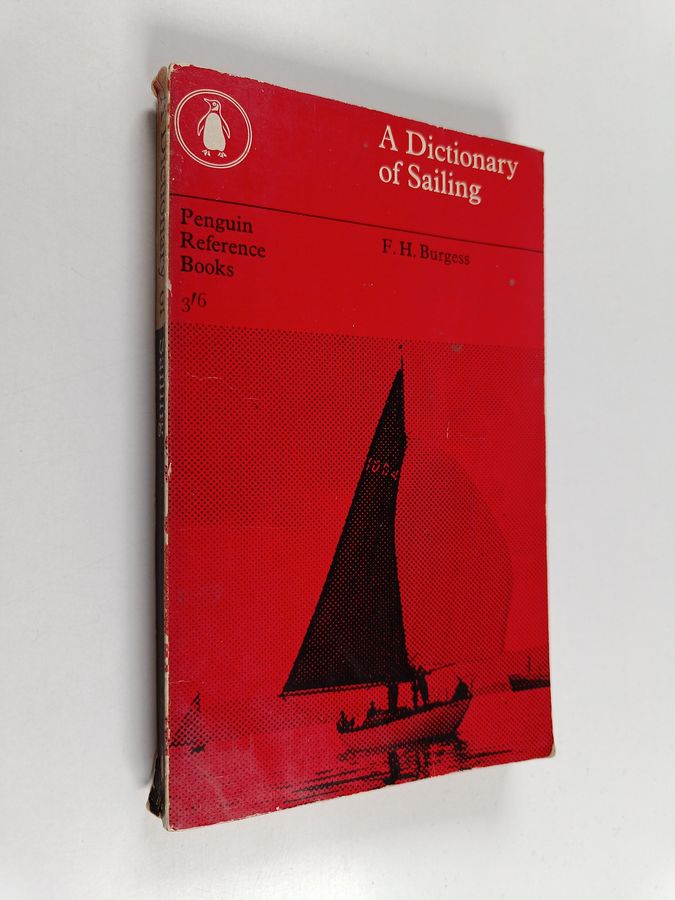 A Dictionary
of Sailing
Penguin
Reference
Books
F. H. Burgess
3/6
1004